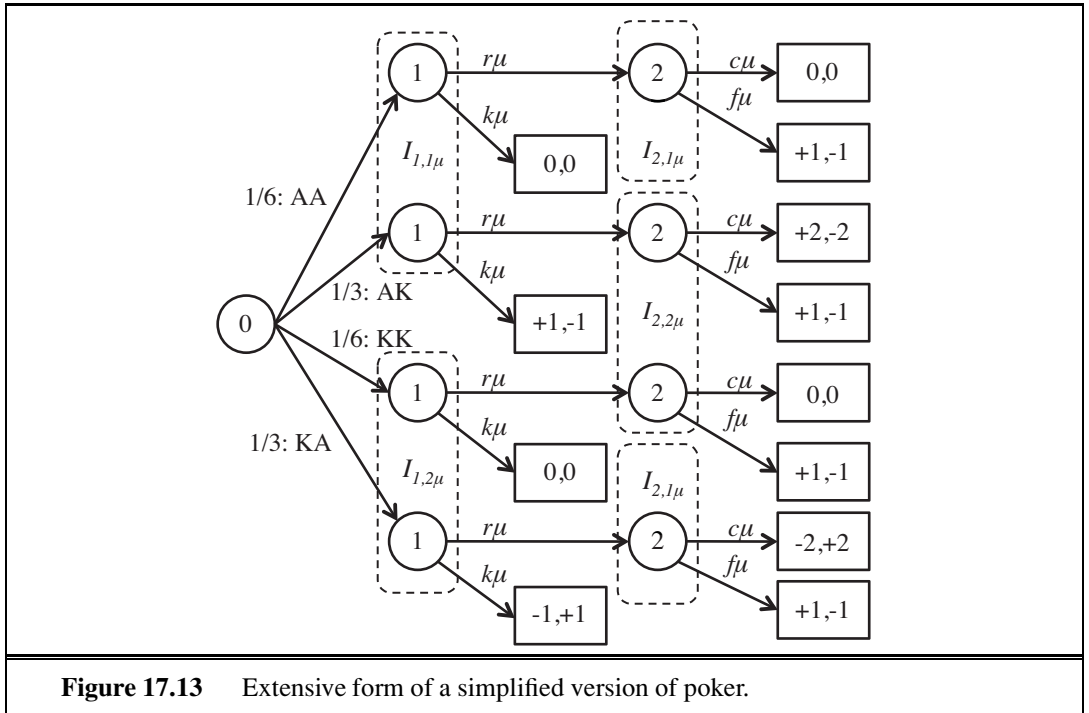 1
rμ
2
cμ
0,0
fμ
kμ
I1,1μ
I2,1μ
0,0
+1,-1
1/6: AA
1
rμ
2
cμ
+2,-2
fμ
kμ
1/3: AK
0
+1,-1
I2,2μ
+1,-1
1/6: KK
1
rμ
2
cμ
0,0
fμ
kμ
1/3: KA
I1,2μ
0,0
I2,1μ
+1,-1
1
rμ
2
cμ
-2,+2
fμ
kμ
-1,+1
+1,-1
Figure 17.13 Extensive form of a simplified version of poker.